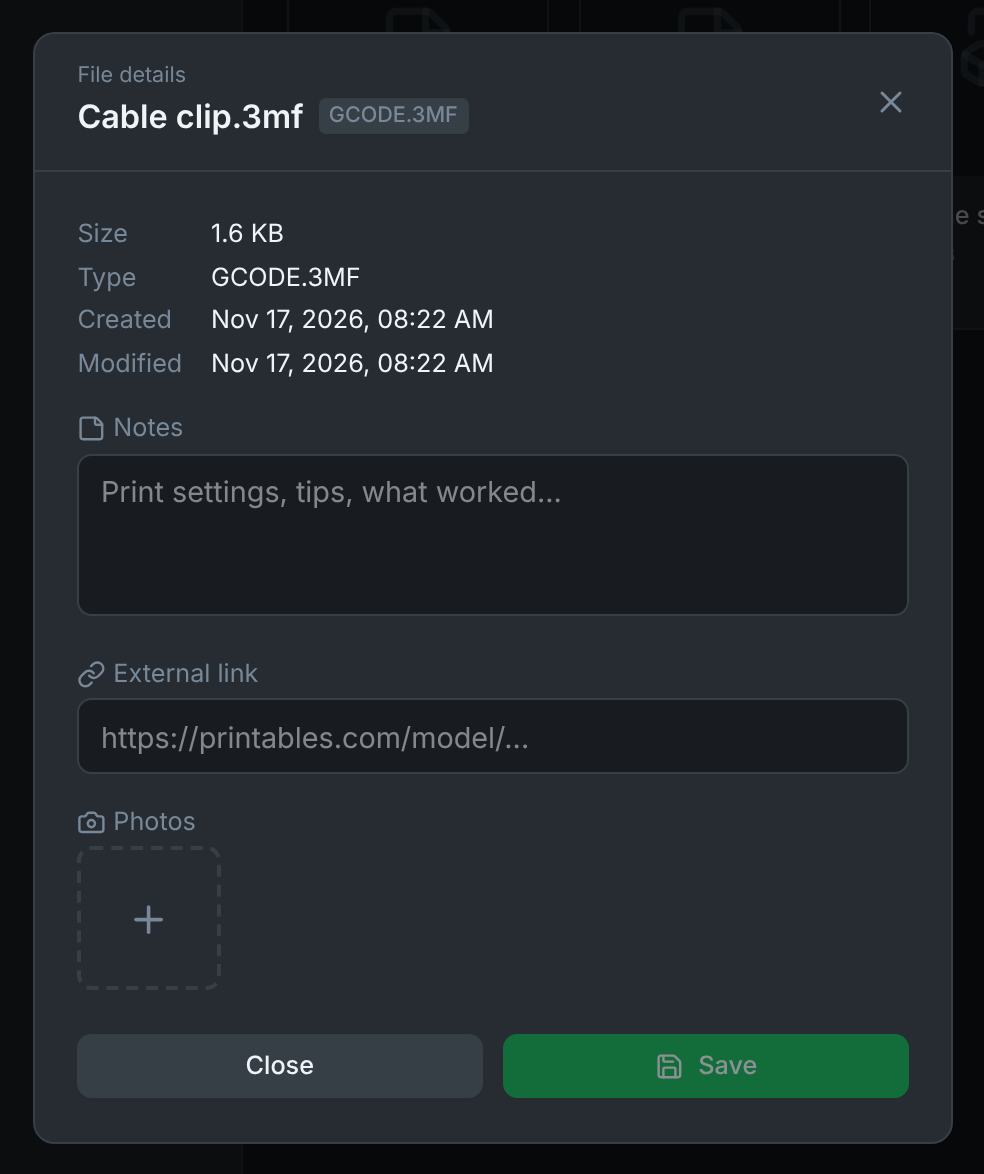 File details
Cable clip.3mf GCODE.3MF
Size 1.6 KB
Type GCODE.3MF
Created Nov 17, 2026, 08:22 AM
Modified Nov 17, 2026, 08:22 AM
Notes
Print settings, tips, what worked...
External link
https://printables.com/model/...
Photos
Close Save